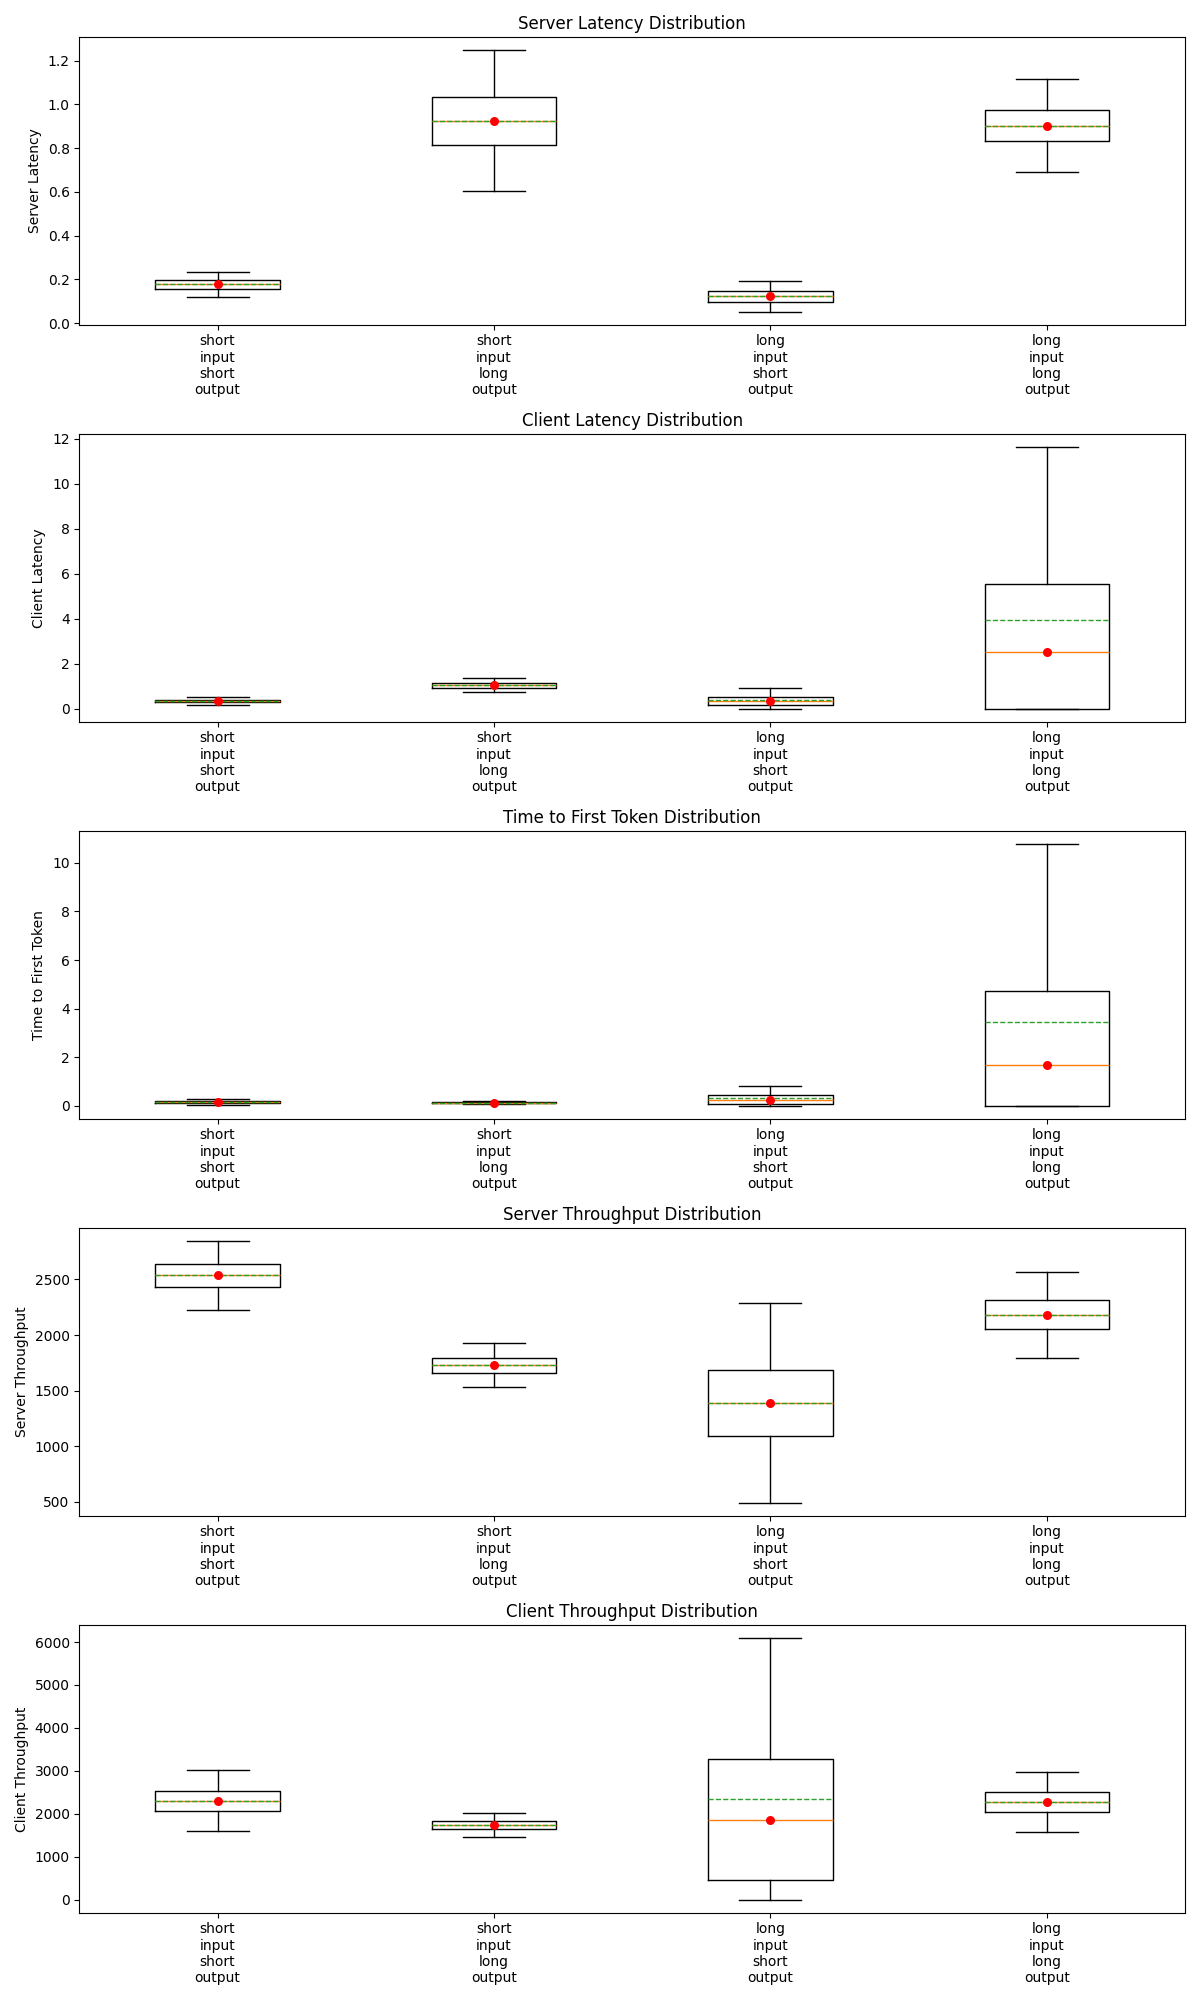 Server Latency Distribution
1.2
1.0
0.8
0.6
0.4
0.2
0.0
Server Latency
short
input
short
output
short
input
long
output
long
input
short
output
long
input
long
output
Client Latency Distribution
12
10
8
6
4
2
0
Client Latency
short
input
short
output
short
input
long
output
long
input
short
output
long
input
long
output
Time to First Token Distribution
10
8
6
4
2
0
Time to First Token
short
input
short
output
short
input
long
output
long
input
short
output
long
input
long
output
Server Throughput Distribution
2500
2000
1500
1000
500
Server Throughput
short
input
short
output
short
input
long
output
long
input
short
output
long
input
long
output
Client Throughput Distribution
6000
5000
4000
3000
2000
1000
0
Client Throughput
short
input
short
output
short
input
long
output
long
input
short
output
long
input
long
output